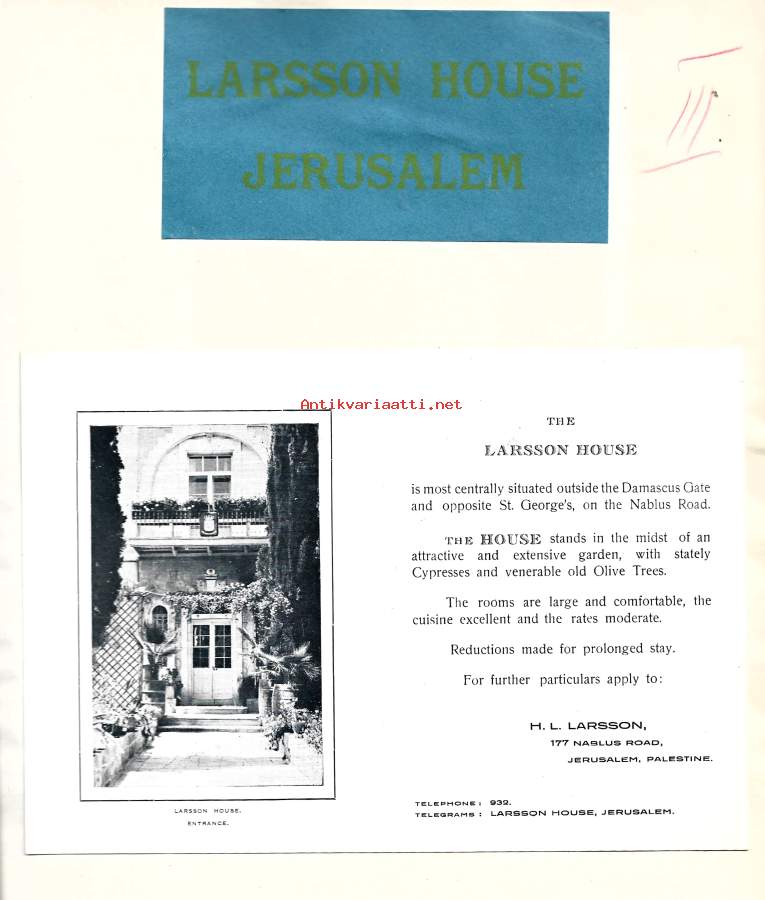 LARSSON HOUSE
JERUSALEM
III
Antikvariaatti.net
THE
LARSSON HOUSE
is most centrally situated outside the Damascus Gate
and opposite St. George's, on the Nablus Road.
THE HOUSE stands in the midst of an
attractive and extensive garden, with stately
Cypresses and venerable old Olive Trees.
The rooms are large and comfortable, the
cuisine excellent and the rates moderate.
Reductions made for prolonged stay.
For further particulars apply to:
H. L. LARSSON,
177 NABLUS ROAD,
JERUSALEM, PALESTINE.
TELEPHONE: 932.
TELEGRAMS: LARSSON HOUSE, JERUSALEM.
LARSSON HOUSE.
ENTRANCE.